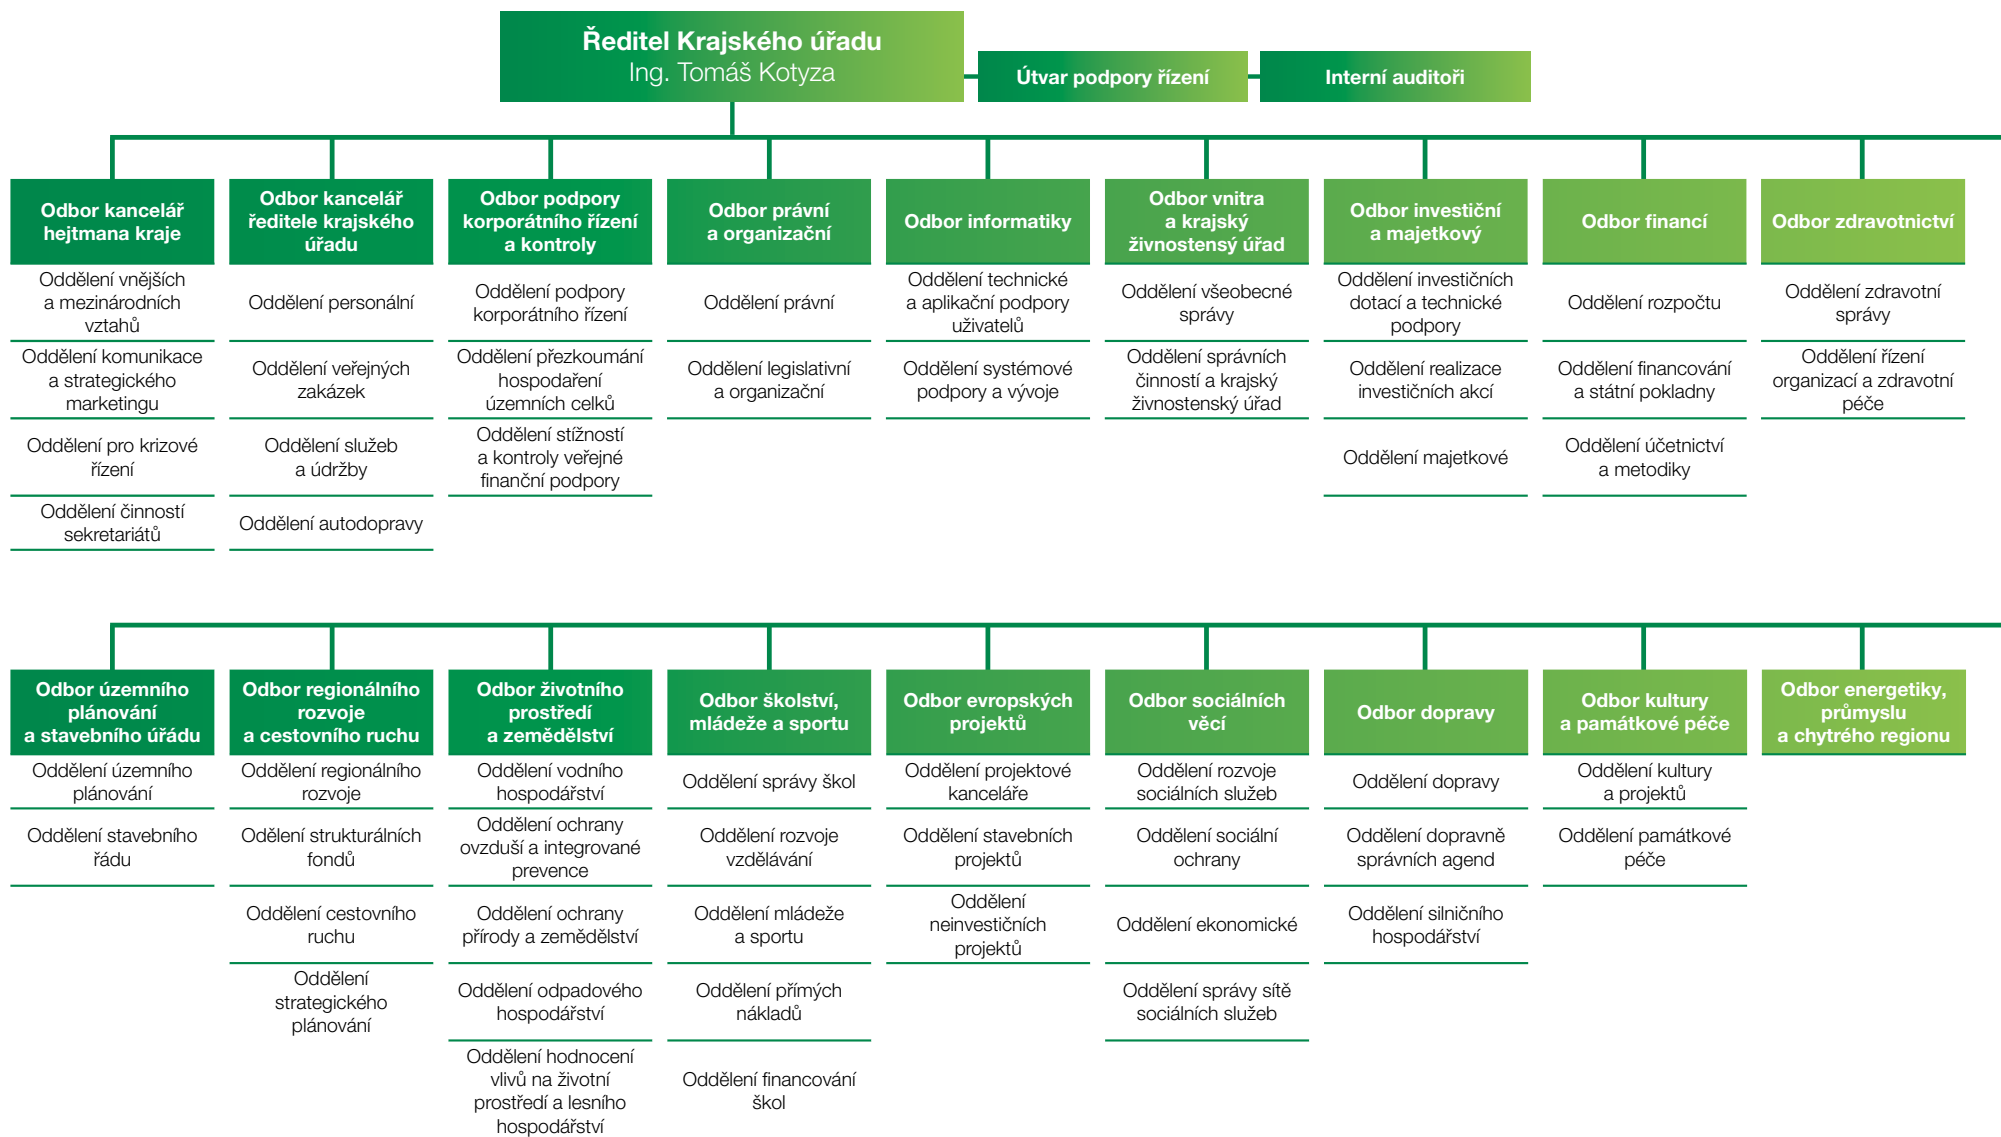 Ředitel Krajského úřadu
Ing. Tomáš Kotyza
Útvar podpory řízení
Interní auditoři
Odbor kancelář
hejtmana kraje
Oddělení vnějších
a mezinárodních
vztahů
Oddělení komunikace
a strategického
marketingu
Oddělení pro krizové
řízení
Oddělení činností
sekretariátů
Odbor kancelář
ředitele krajského
úřadu
Oddělení personální
Oddělení veřejných
zakázek
Oddělení služeb
a údržby
Oddělení autodopravy
Odbor podpory
korporátního řízení
a kontroly
Oddělení podpory
korporátního řízení
Oddělení přezkoumání
hospodaření
územních celků
Oddělení stížností
a kontroly veřejné
finanční podpory
Odbor právní
a organizační
Oddělení právní
Oddělení legislativní
a organizační
Odbor informatiky
Oddělení technické
a aplikační podpory
uživatelů
Oddělení systémové
podpory a vývoje
Odbor vnitra
a krajský
živnostensý úřad
Oddělení všeobecné
správy
Oddělení správních
činností a krajský
živnostenský úřad
Odbor investiční
a majetkový
Oddělení investičních
dotací a technické
podpory
Oddělení realizace
investičních akcí
Oddělení majetkové
Odbor financí
Oddělení rozpočtu
Oddělení financování
a státní pokladny
Oddělení účetnictví
a metodiky
Odbor zdravotnictví
Oddělení zdravotní
správy
Oddělení řízení
organizací a zdravotní
péče
Odbor územního
plánování
a stavebního úřádu
Oddělení územního
plánování
Oddělení stavebního
řádu
Odbor regionálního
rozvoje
a cestovního ruchu
Oddělení regionálního
rozvoje
Odělení strukturálních
fondů
Oddělení cestovního
ruchu
Oddělení
strategického
plánování
Odbor životního
prostředí
a zemědělství
Oddělení vodního
hospodářství
Oddělení ochrany
ovzduší a integrované
prevence
Oddělení ochrany
přírody a zemědělství
Oddělení odpadového
hospodářství
Oddělení hodnocení
vlivů na životní
prostředí a lesního
hospodářství
Odbor školství,
mládeže a sportu
Oddělení správy škol
Oddělení rozvoje
vzdělávání
Oddělení mládeže
a sportu
Oddělení přímých
nákladů
Oddělení financování
škol
Odbor evropských
projektů
Oddělení projektové
kanceláře
Oddělení stavebních
projektů
Oddělení
neinvestičních
projektů
Odbor sociálních
věcí
Oddělení rozvoje
sociálních služeb
Oddělení sociální
ochrany
Oddělení ekonomické
Oddělení správy sítě
sociálních služeb
Odbor dopravy
Oddělení dopravy
Oddělení dopravně
správních agend
Oddělení silničního
hospodářství
Odbor kultury
a památkové péče
Oddělení kultury
a projektů
Oddělení památkové
péče
Odbor energetiky,
průmyslu
a chytrého regionu